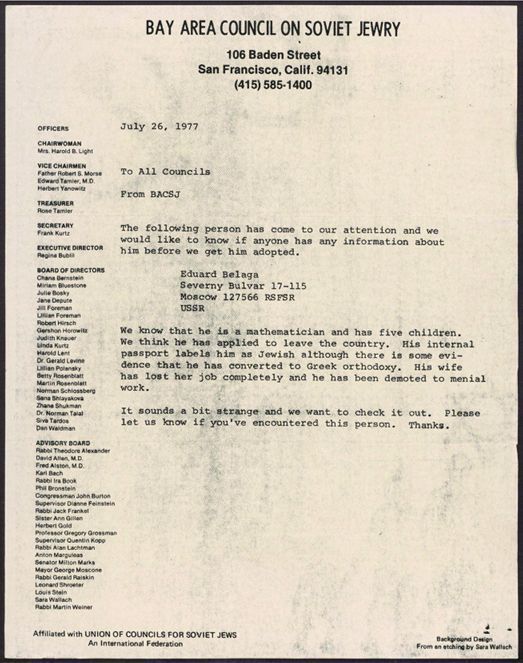 BAY AREA COUNCIL ON SOVIET JEWRY
106 Baden Street
San Francisco, Calif. 94131
(415) 585-1400
OFFICERS
CHAIRWOMAN
Mrs. Harold B. Light
VICE CHAIRMEN
Father Robert S. Morse
Edward Tamler, M.D.
Herbert Yanowitz
TREASURER
Rose Tamler
SECRETARY
Frank Kurtz
EXECUTIVE DIRECTOR
Regina Bublil
BOARD OF DIRECTORS
Chana Bernstein
Miriam Bluestone
Julie Bosky
Jane Depute
Jill Foreman
Lillian Foreman
Robert Hirsch
Gershon Horowitz
Judith Knauer
Linda Kurtz
Harold Lent
Dr. Gerald Levine
Lillian Polansky
Betty Rosenblatt
Martin Rosenblatt
Norman Schlossberg
Sana Shlayakova
Zhana Shukman
Dr. Norman Talal
Siva Tardos
Dan Waldman
ADVISORY BOARD
Rabbi Theodore Alexander
David Allen, M.D.
Fred Alston, M.D.
Karl Bach
Rabbi Ira Book
Phil Bronstein
Congressman John Burton
Supervisor Dianne Feinstein
Rabbi Jack Frankel
Sister Ann Gillen
Herbert Gold
Professor Gregory Grossman
Supervisor Quentin Kopp
Rabbi Alan Lachtman
Anton Marguleas
Senator Milton Marks
Mayor George Moscone
Rabbi Gerald Raiskin
Leonard Shroeter
Louis Stein
Sara Wallach
Rabbi Martin Weiner
July 26, 1977
To All Councils
From BACSJ
The following person has come to our attention and we
would like to know if anyone has any information about
him before we get him adopted.
Eduard Belaga
Severny Bulvar 17-115
Moscow 127566 RSFSR
USSR
We know that he is a mathematician and has five children.
We think he has applied to leave the country. His internal
passport labels him as Jewish although there is some evi-
dence that he has converted to Greek orthodoxy. His wife
has lost her job completely and he has been demoted to menial
work.
It sounds a bit strange and we want to check it out. Please
let us know if you've encountered this person. Thanks.
Affiliated with UNION OF COUNCILS FOR SOVIET JEWS
An International Federation
Background Design
From an etching by Sara Wallach